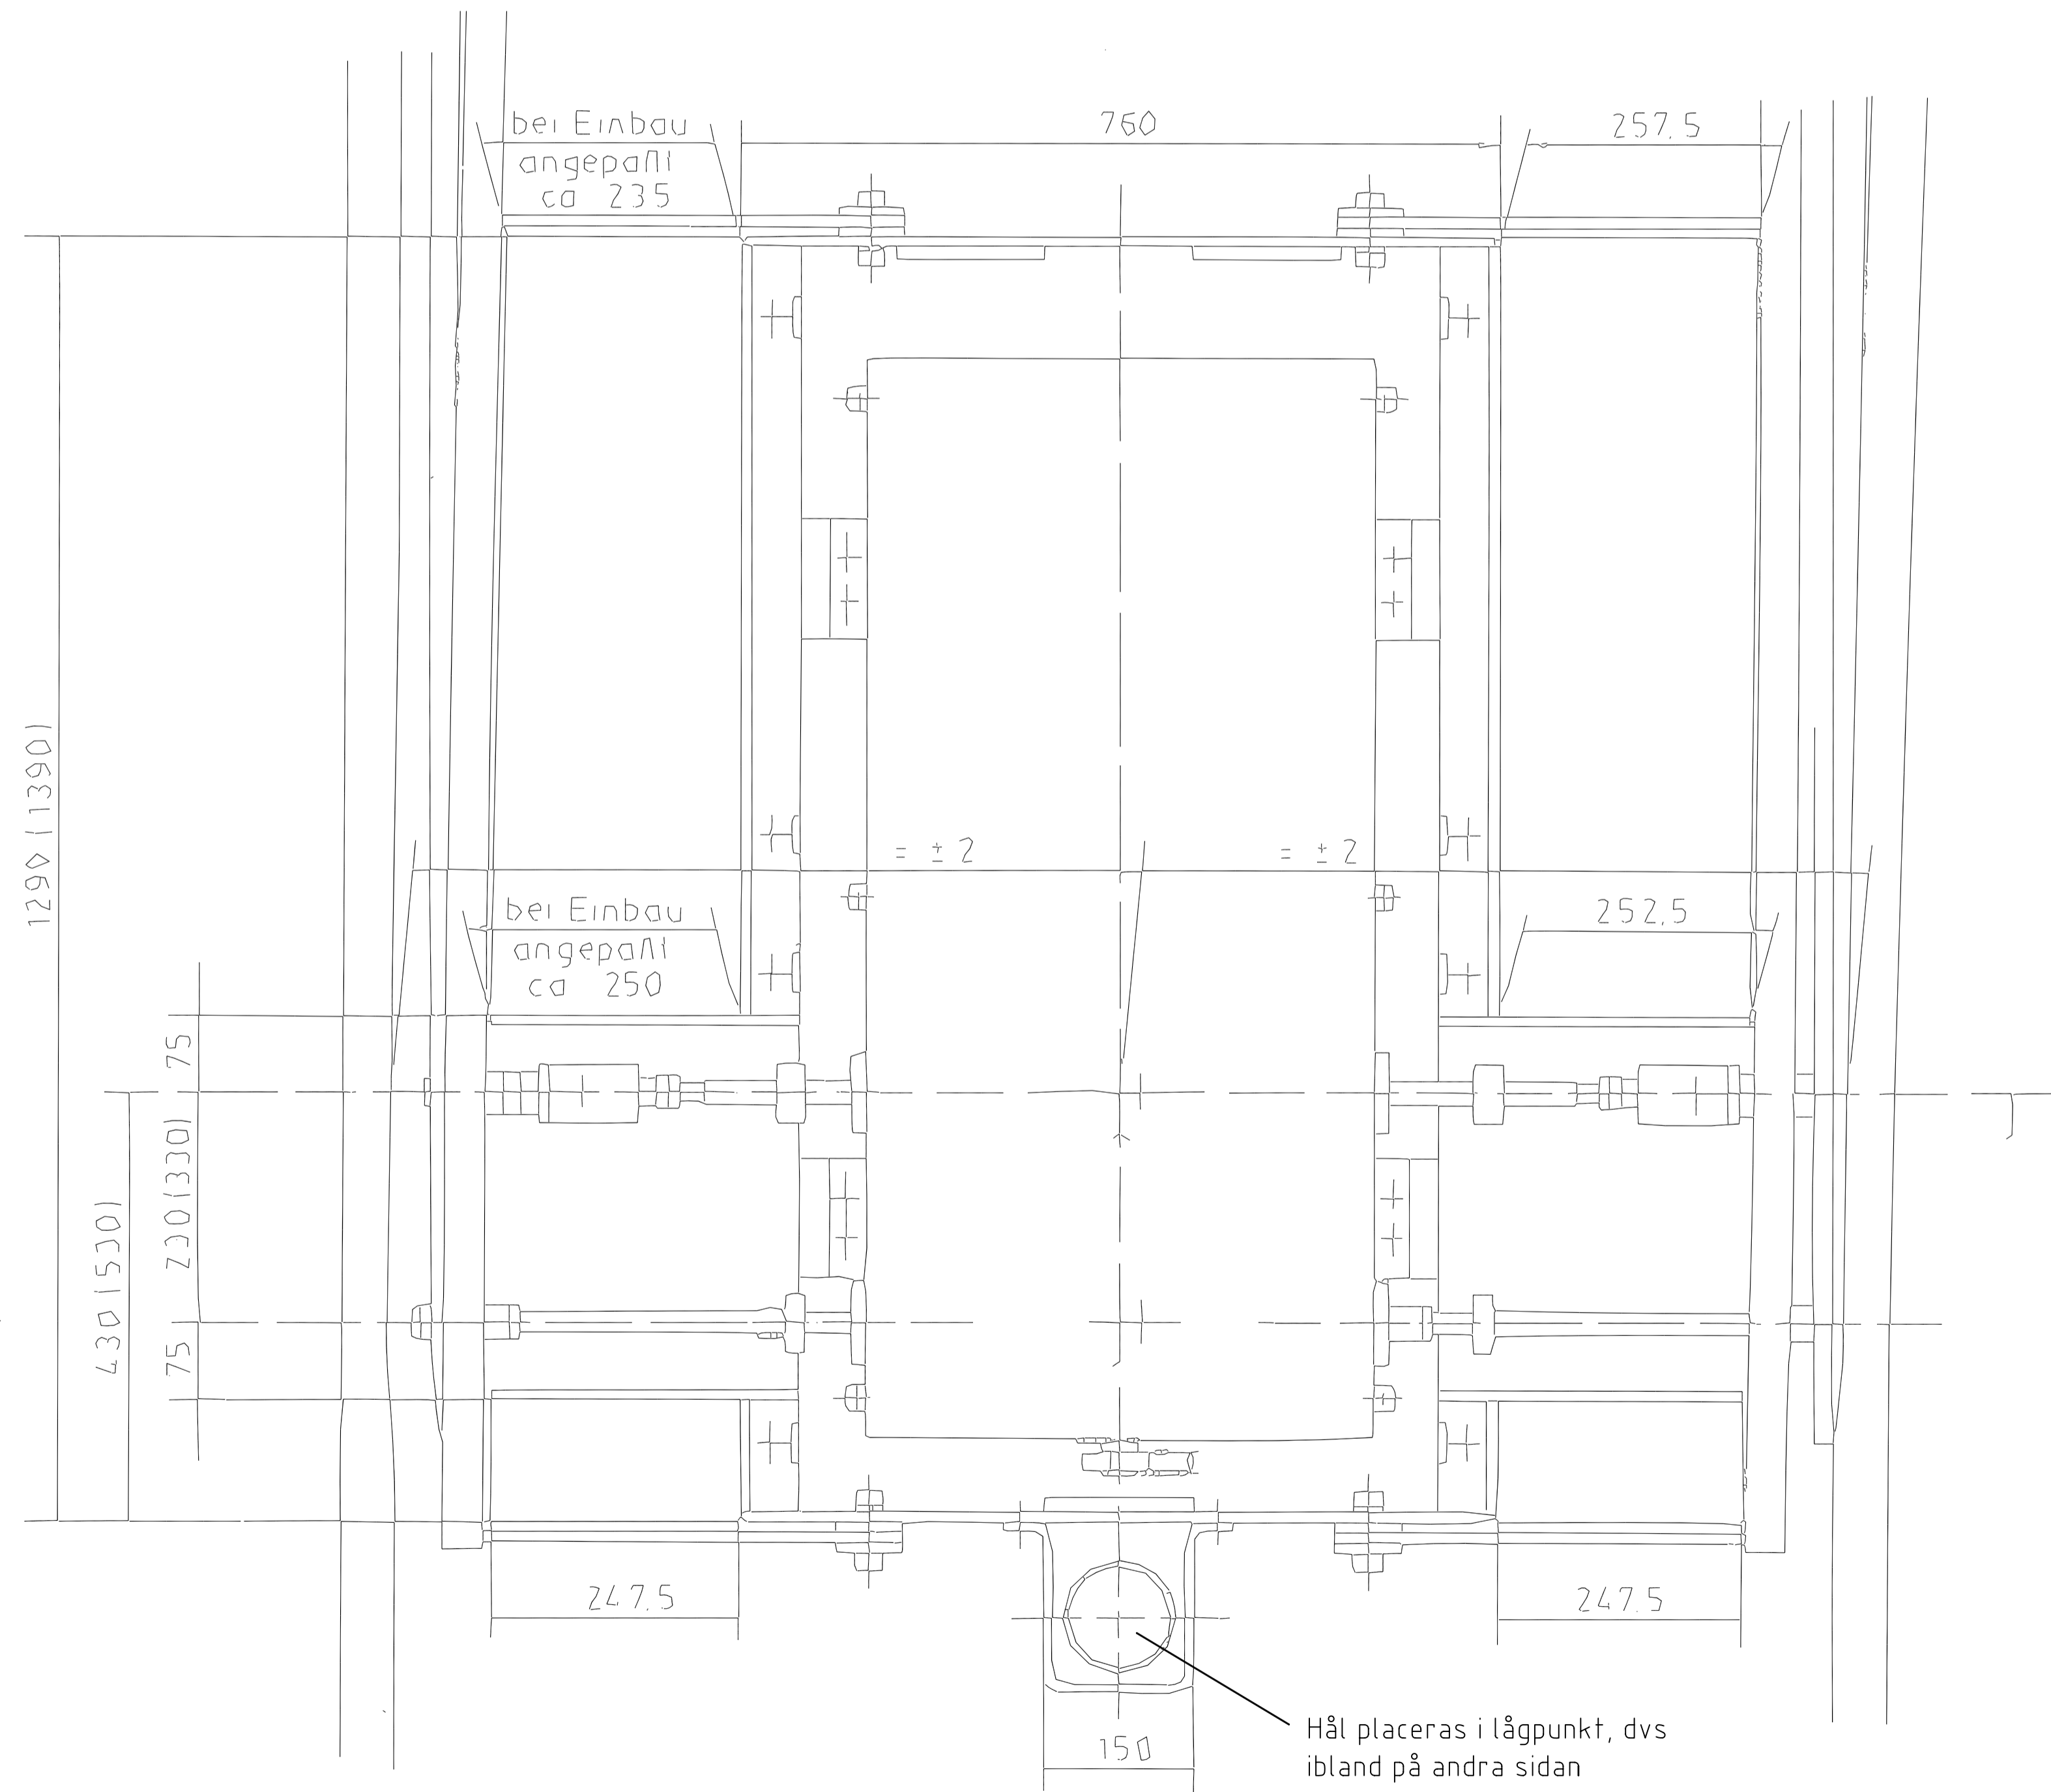 bei Einbau
angepaßt
ca 235
760
257.5
1290 (1390)
= ± 2
= ± 2
bei Einbau
angepaßt
ca 250
252.5
75
230 (330)
430 (530)
75
247.5
247.5
150
Hål placeras i lågpunkt, dvs
ibland på andra sidan